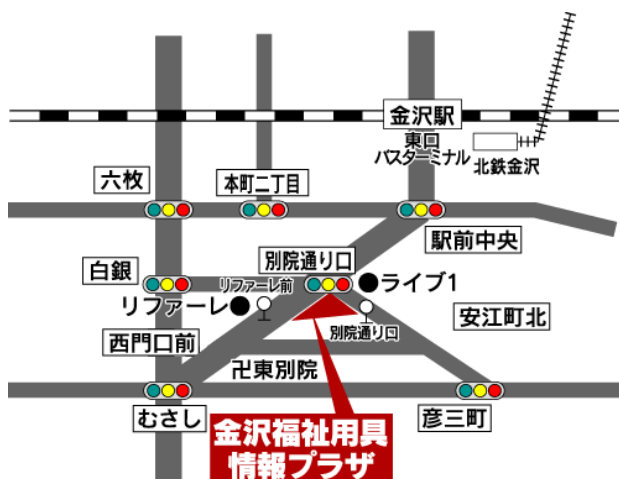 金沢駅
東口
バスターミナル
北鉄金沢
六枚
本町二丁目
駅前中央
別院通り口
白銀
リファーレ前
ライブ1
リファーレ
別院通り口
安江町北
西門口前
卍東別院
むさし
彦三町
金沢福祉用具
情報プラザ